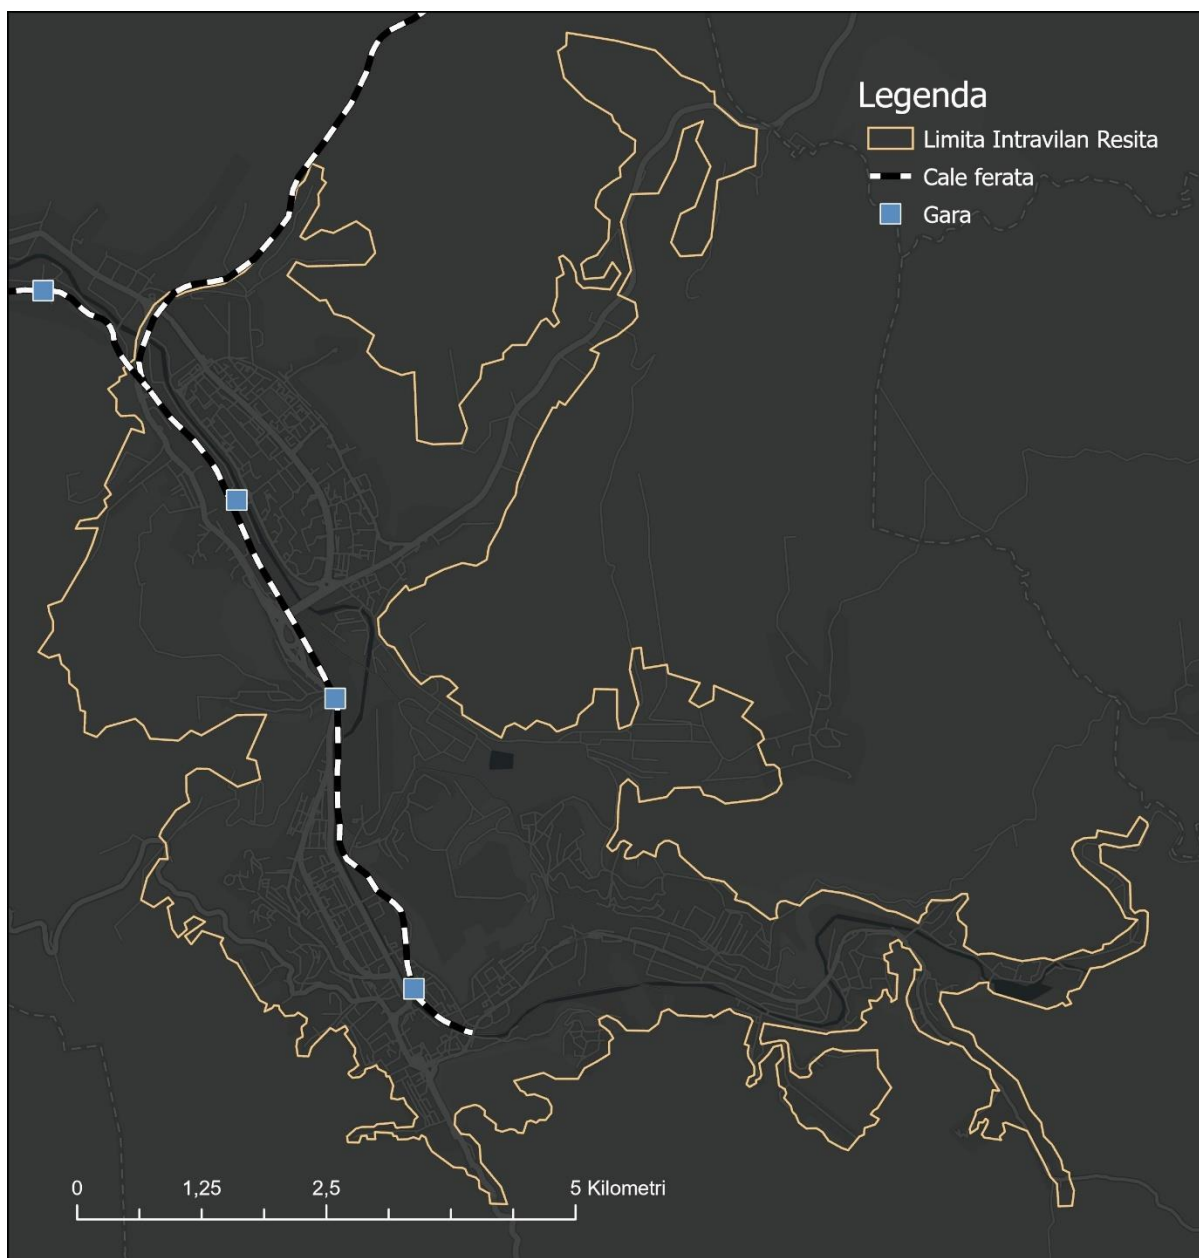 Legenda
Limita Intravilan Resita
Cale ferata
Gara
0 1,25 2,5 5 Kilometri